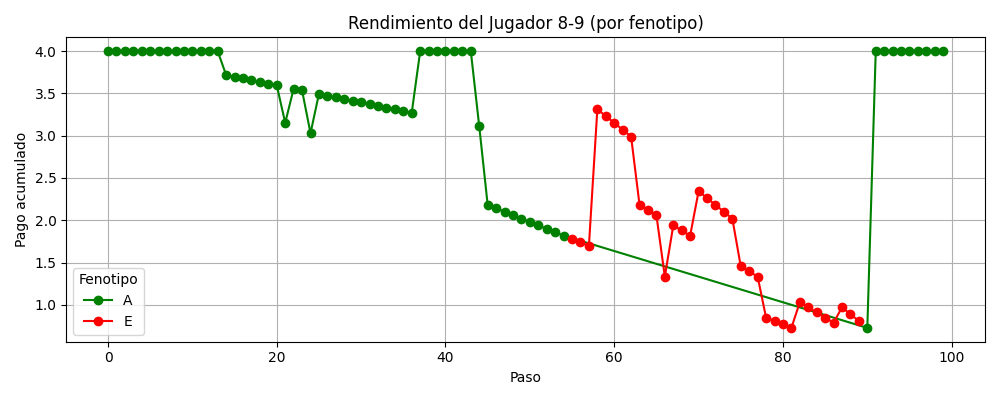 Rendimiento del Jugador 8-9 (por fenotipo)
Pago acumulado
4.0
3.5
3.0
2.5
2.0
1.5
1.0
Fenotipo
A
E
0 20 40 60 80 100
Paso